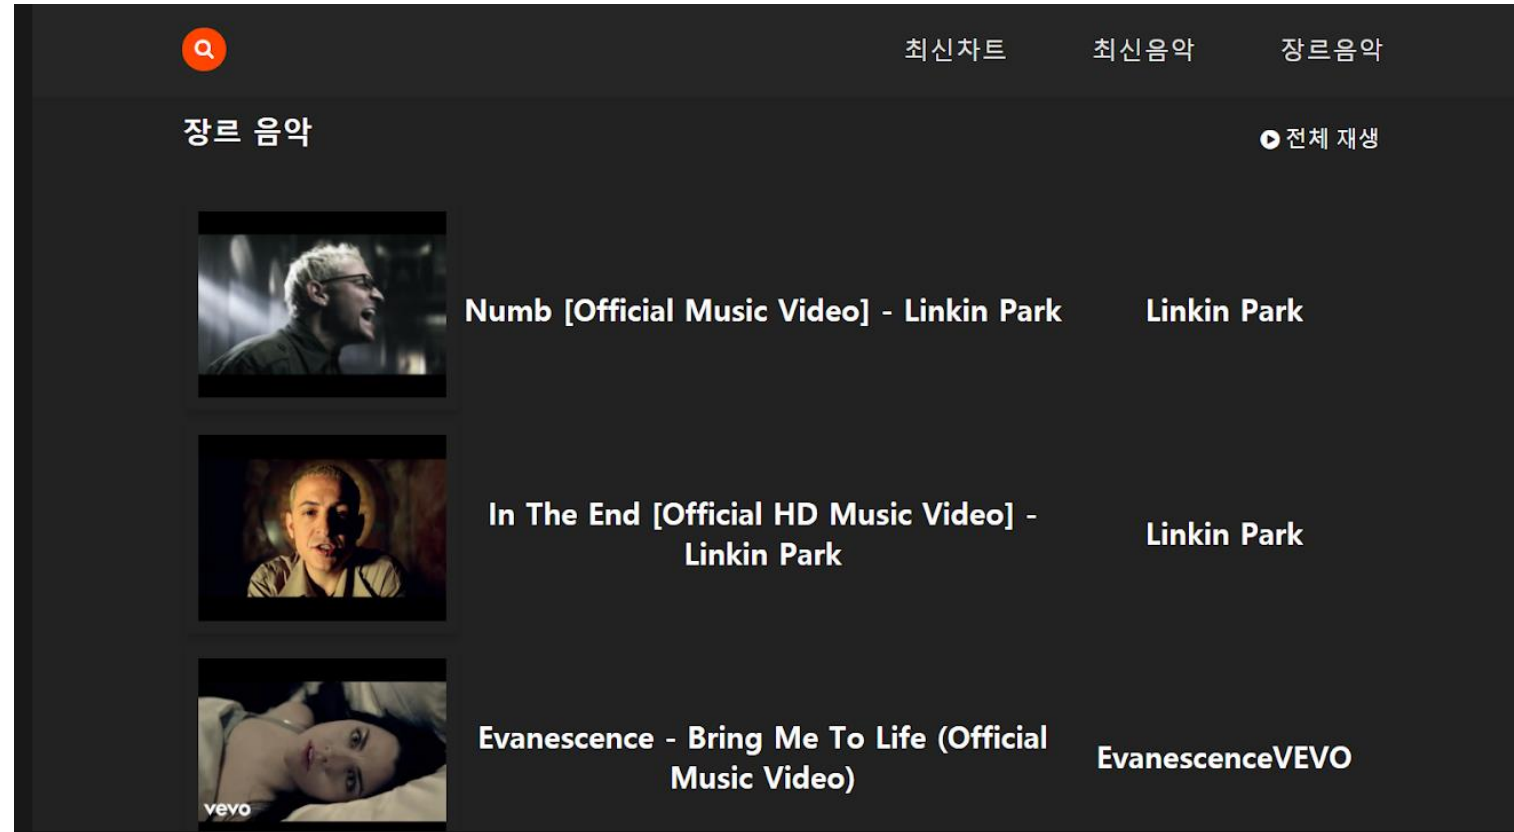 최신차트 최신음악 장르음악
장르 음악
전체 재생
Numb [Official Music Video] - Linkin Park
Linkin Park
In The End [Official HD Music Video] -
Linkin Park
Linkin Park
Evanescence - Bring Me To Life (Official
Music Video)
EvanescenceVEVO
vevo